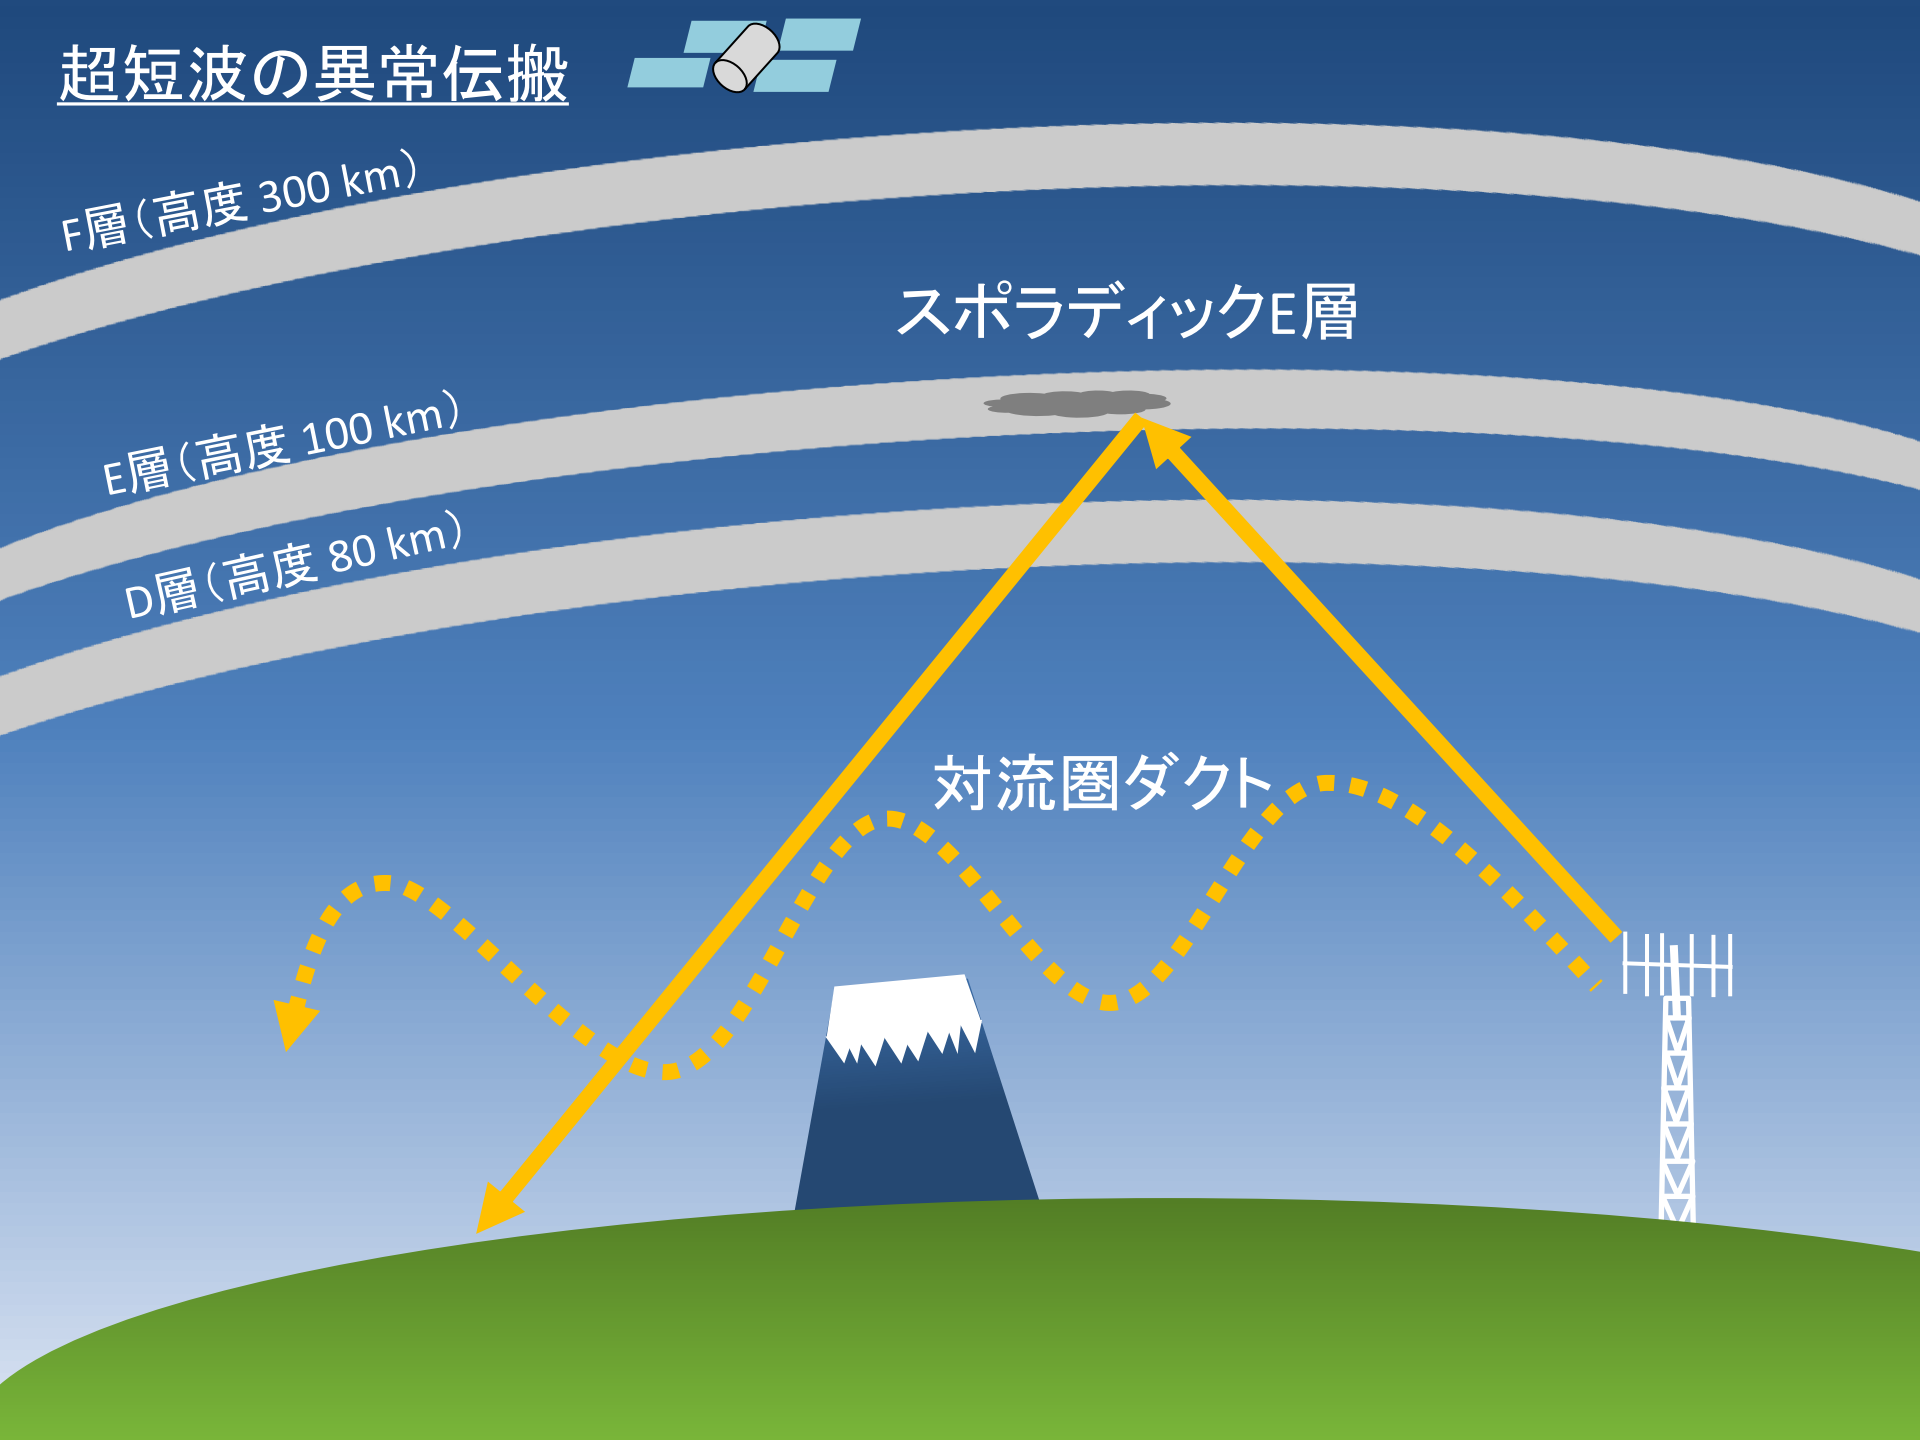 超短波の異常伝搬
F層（高度 300 km）
スポラディックE層
E層（高度 100 km）
D層（高度 80 km）
対流圏ダクト